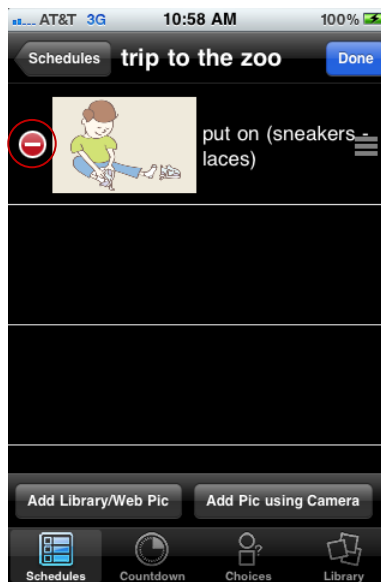 AT&T 3G 10:58 AM 100%
Schedules trip to the zoo Done
put on (sneakers -
laces)
Add Library/Web Pic Add Pic using Camera
Schedules Countdown Choices Library